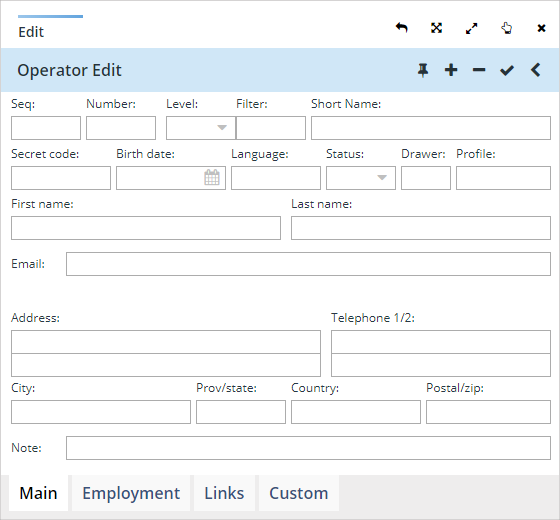 Edit
Operator Edit
Seq: Number: Level: Filter: Short Name:
Secret code: Birth date: Language: Status: Drawer: Profile:
First name: Last name:
Email:
Address: Telephone 1/2:
City: Prov/state: Country: Postal/zip:
Note:
Main Employment Links Custom